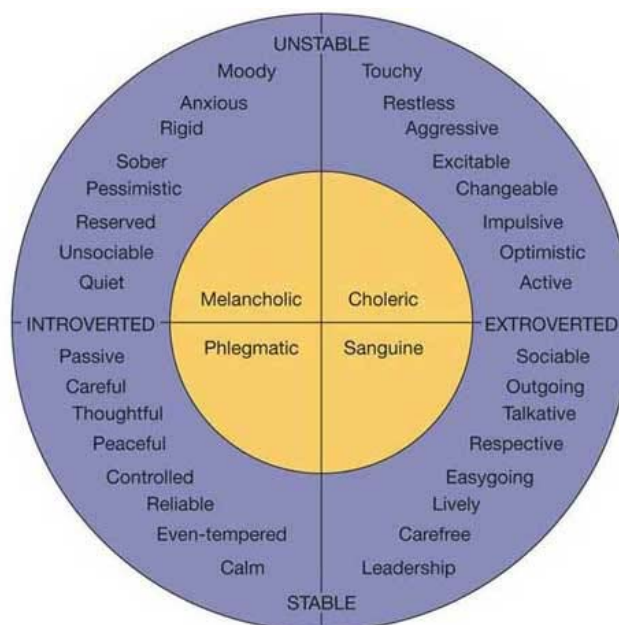 UNSTABLE
Moody
Touchy
Anxious
Restless
Rigid
Aggressive
Sober
Excitable
Pessimistic
Changeable
Reserved
Impulsive
Unsociable
Optimistic
Quiet
Active
Melancholic
Choleric
INTROVERTED
EXTROVERTED
Phlegmatic
Sanguine
Passive
Sociable
Careful
Outgoing
Thoughtful
Talkative
Peaceful
Respective
Controlled
Easygoing
Reliable
Lively
Even-tempered
Carefree
Calm
Leadership
STABLE